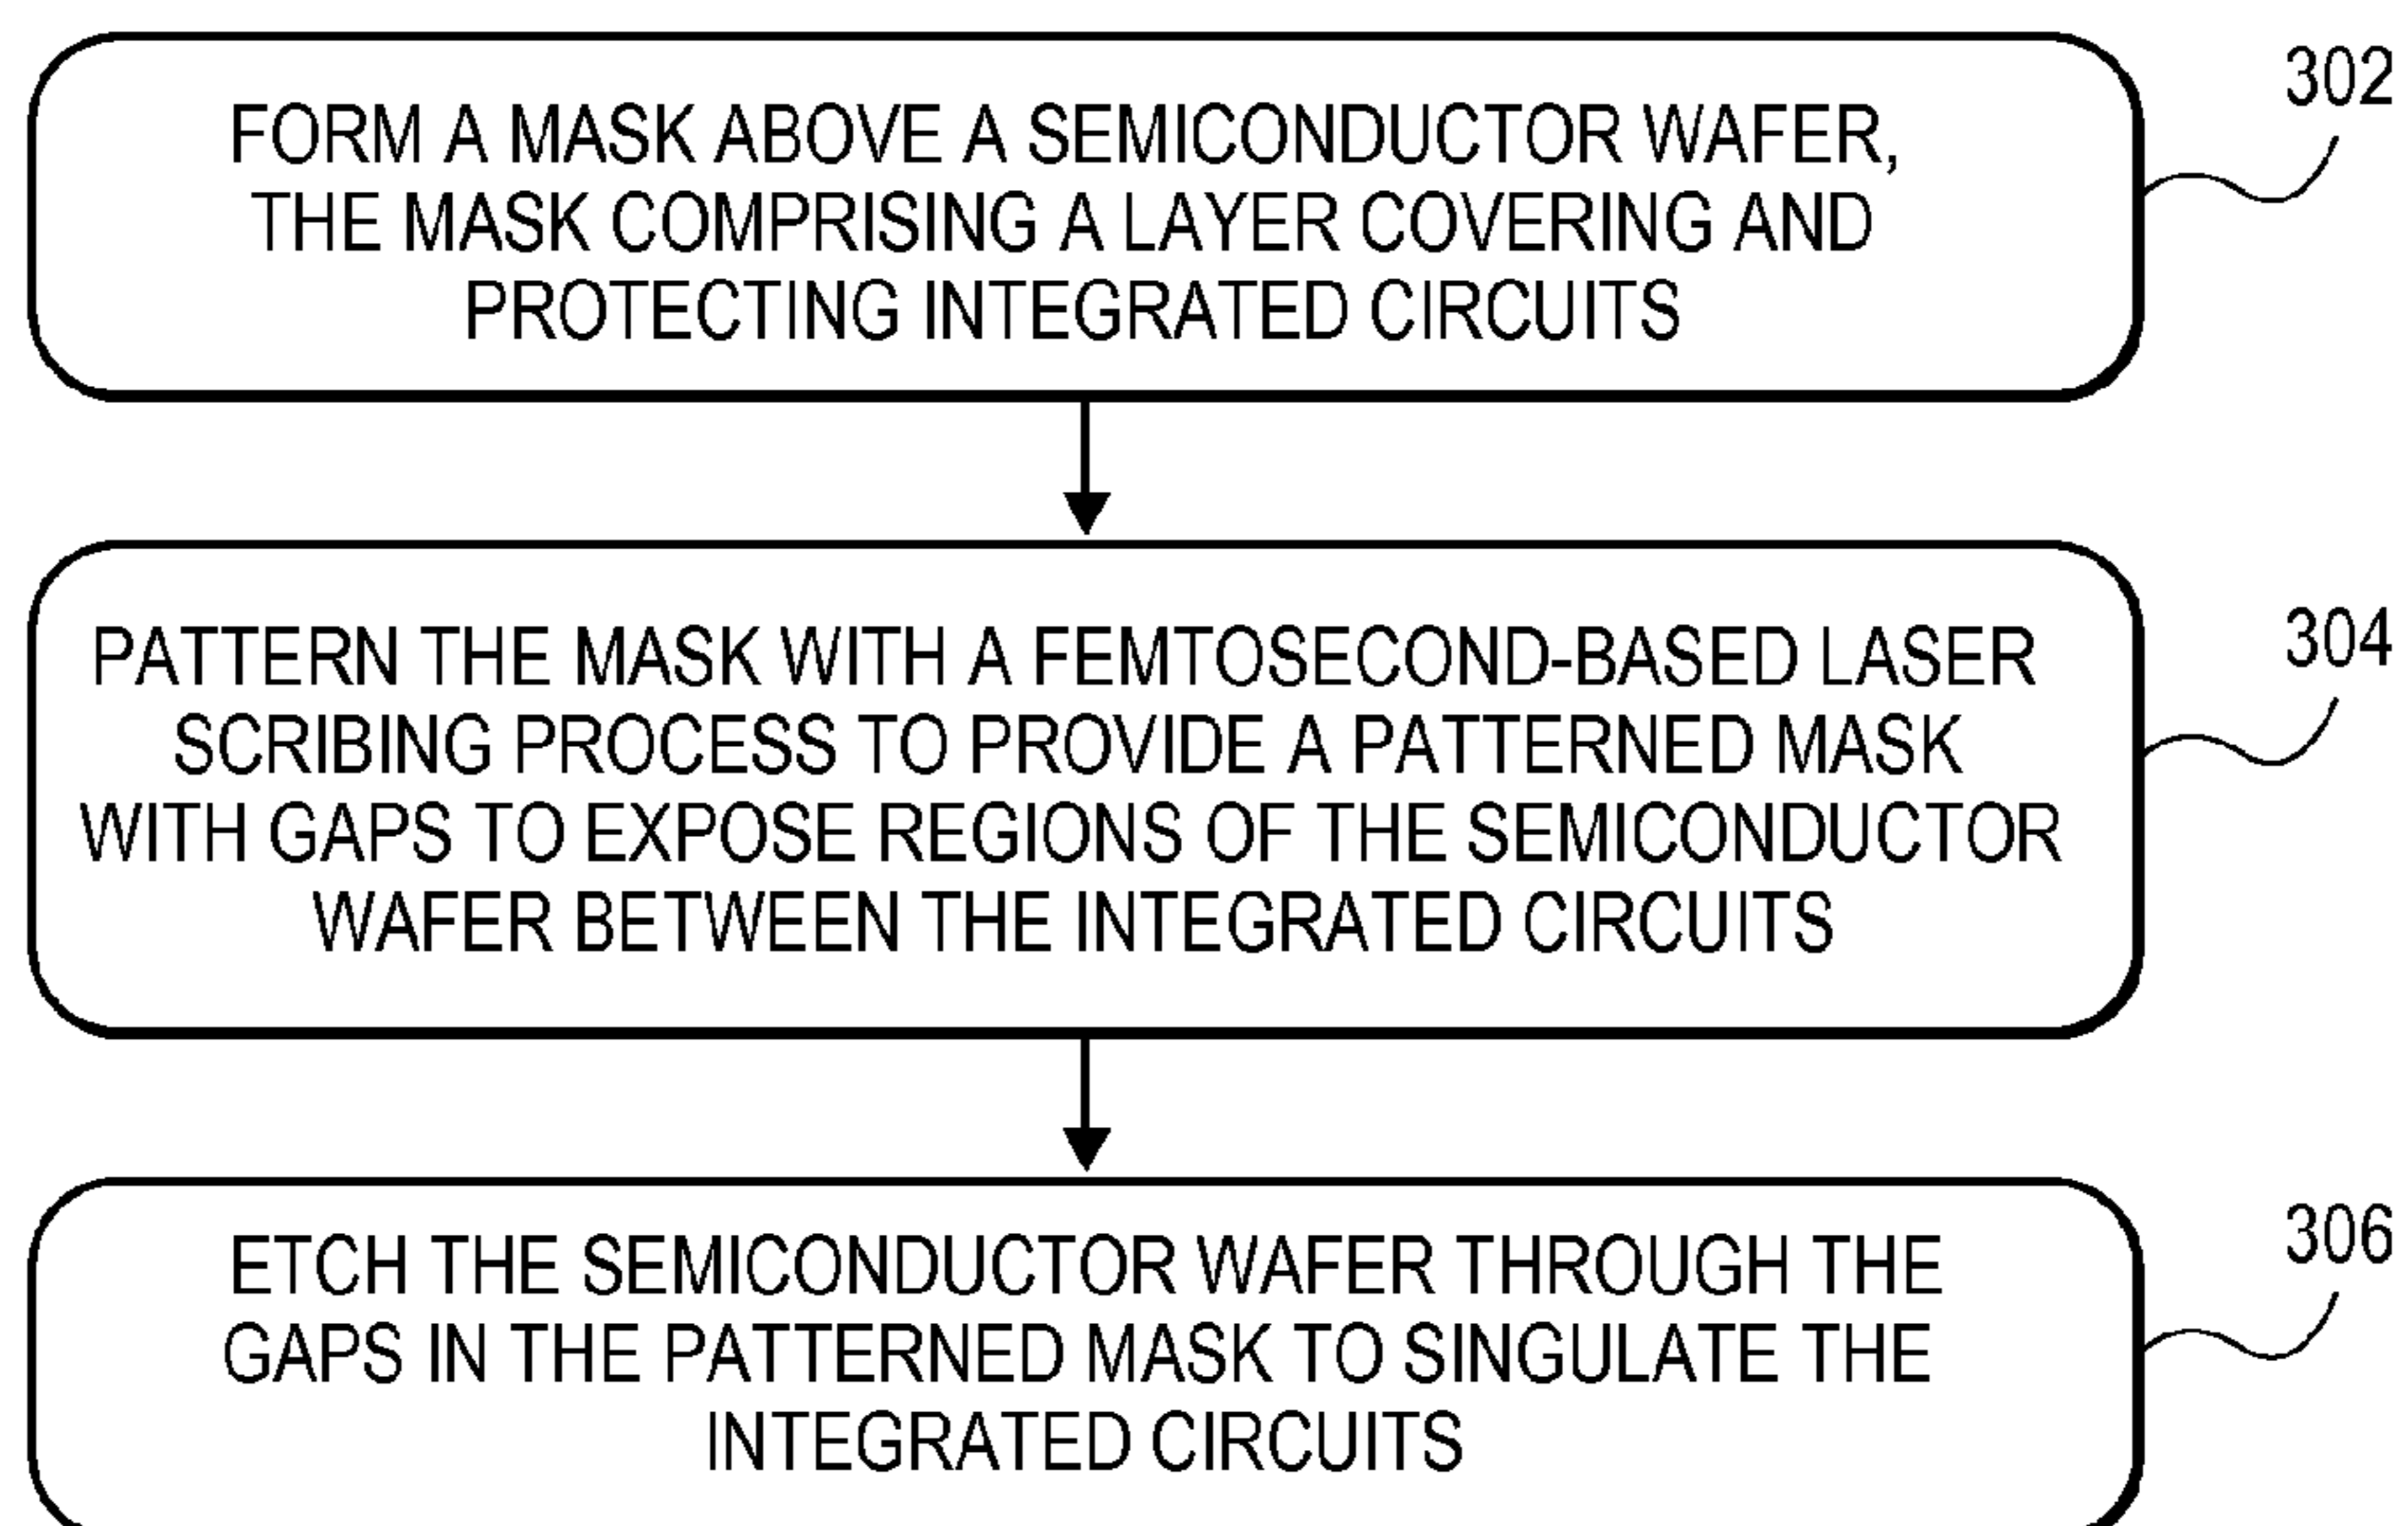 FORM A MASK ABOVE A SEMICONDUCTOR WAFER,
THE MASK COMPRISING A LAYER COVERING AND
PROTECTING INTEGRATED CIRCUITS
302
PATTERN THE MASK WITH A FEMTOSECOND-BASED LASER
SCRIBING PROCESS TO PROVIDE A PATTERNED MASK
WITH GAPS TO EXPOSE REGIONS OF THE SEMICONDUCTOR
WAFER BETWEEN THE INTEGRATED CIRCUITS
304
ETCH THE SEMICONDUCTOR WAFER THROUGH THE
GAPS IN THE PATTERNED MASK TO SINGULATE THE
INTEGRATED CIRCUITS
306